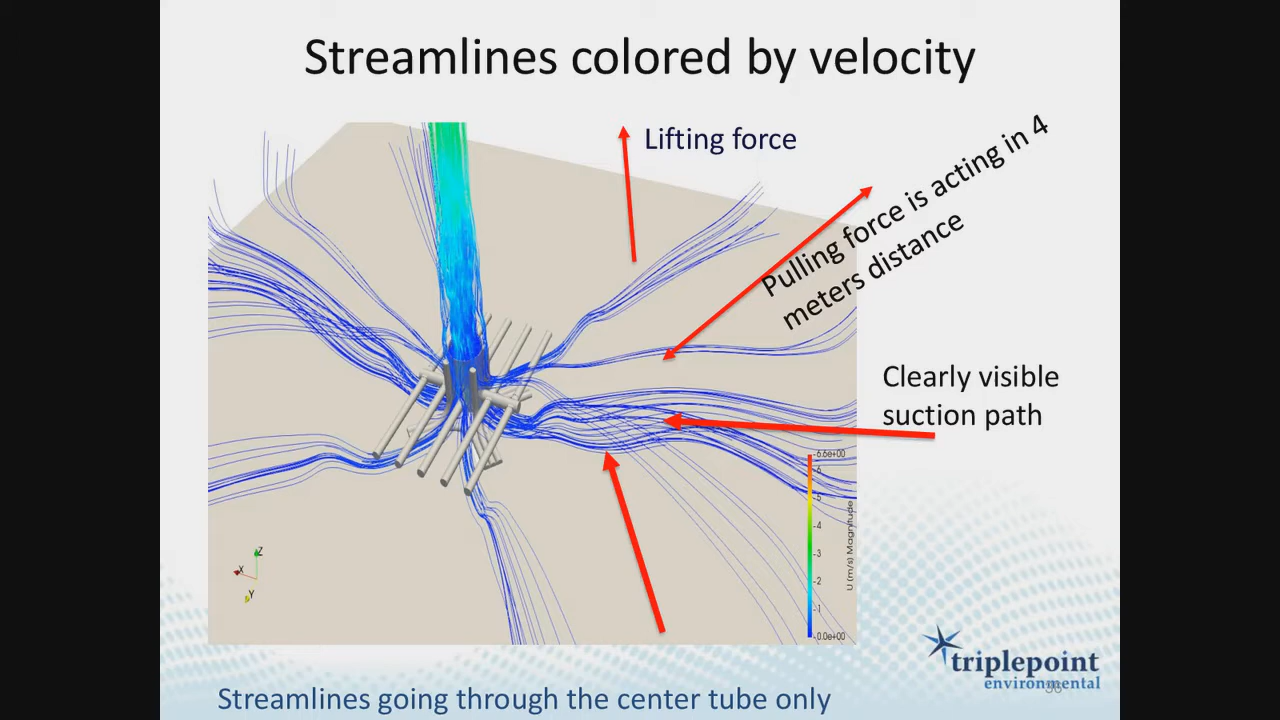 Streamlines colored by velocity
Lifting force
Pulling force is acting in 4
meters distance
Clearly visible
suction path
6.6e+00
6
5
4
3
2
1
0.0e+00
U (m/s) Magnitude
Z
X
Y
triplepoint
environmental
36
Streamlines going through the center tube only